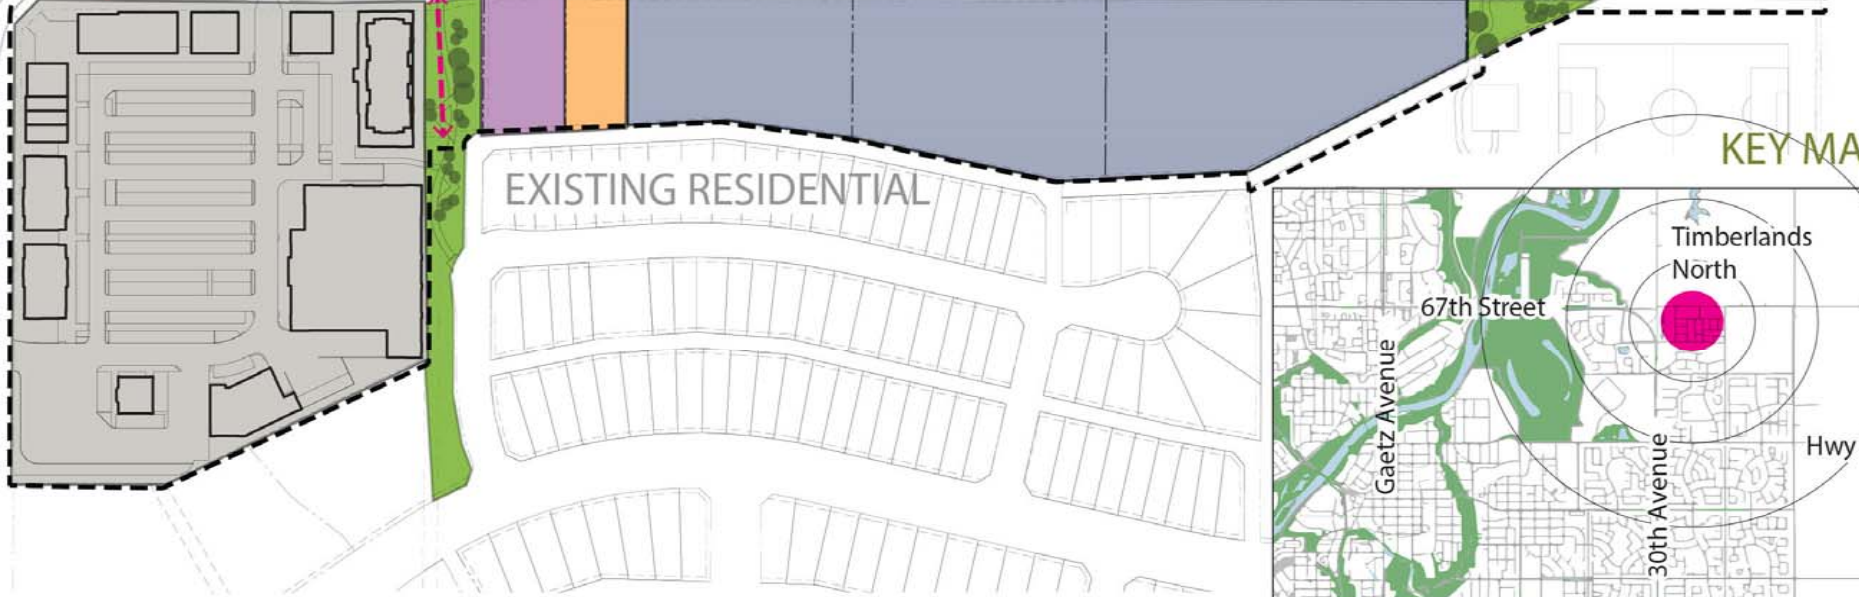 KEY MA
EXISTING RESIDENTIAL
Timberlands
North
67th Street
Gaetz Avenue
30th Avenue
Hwy